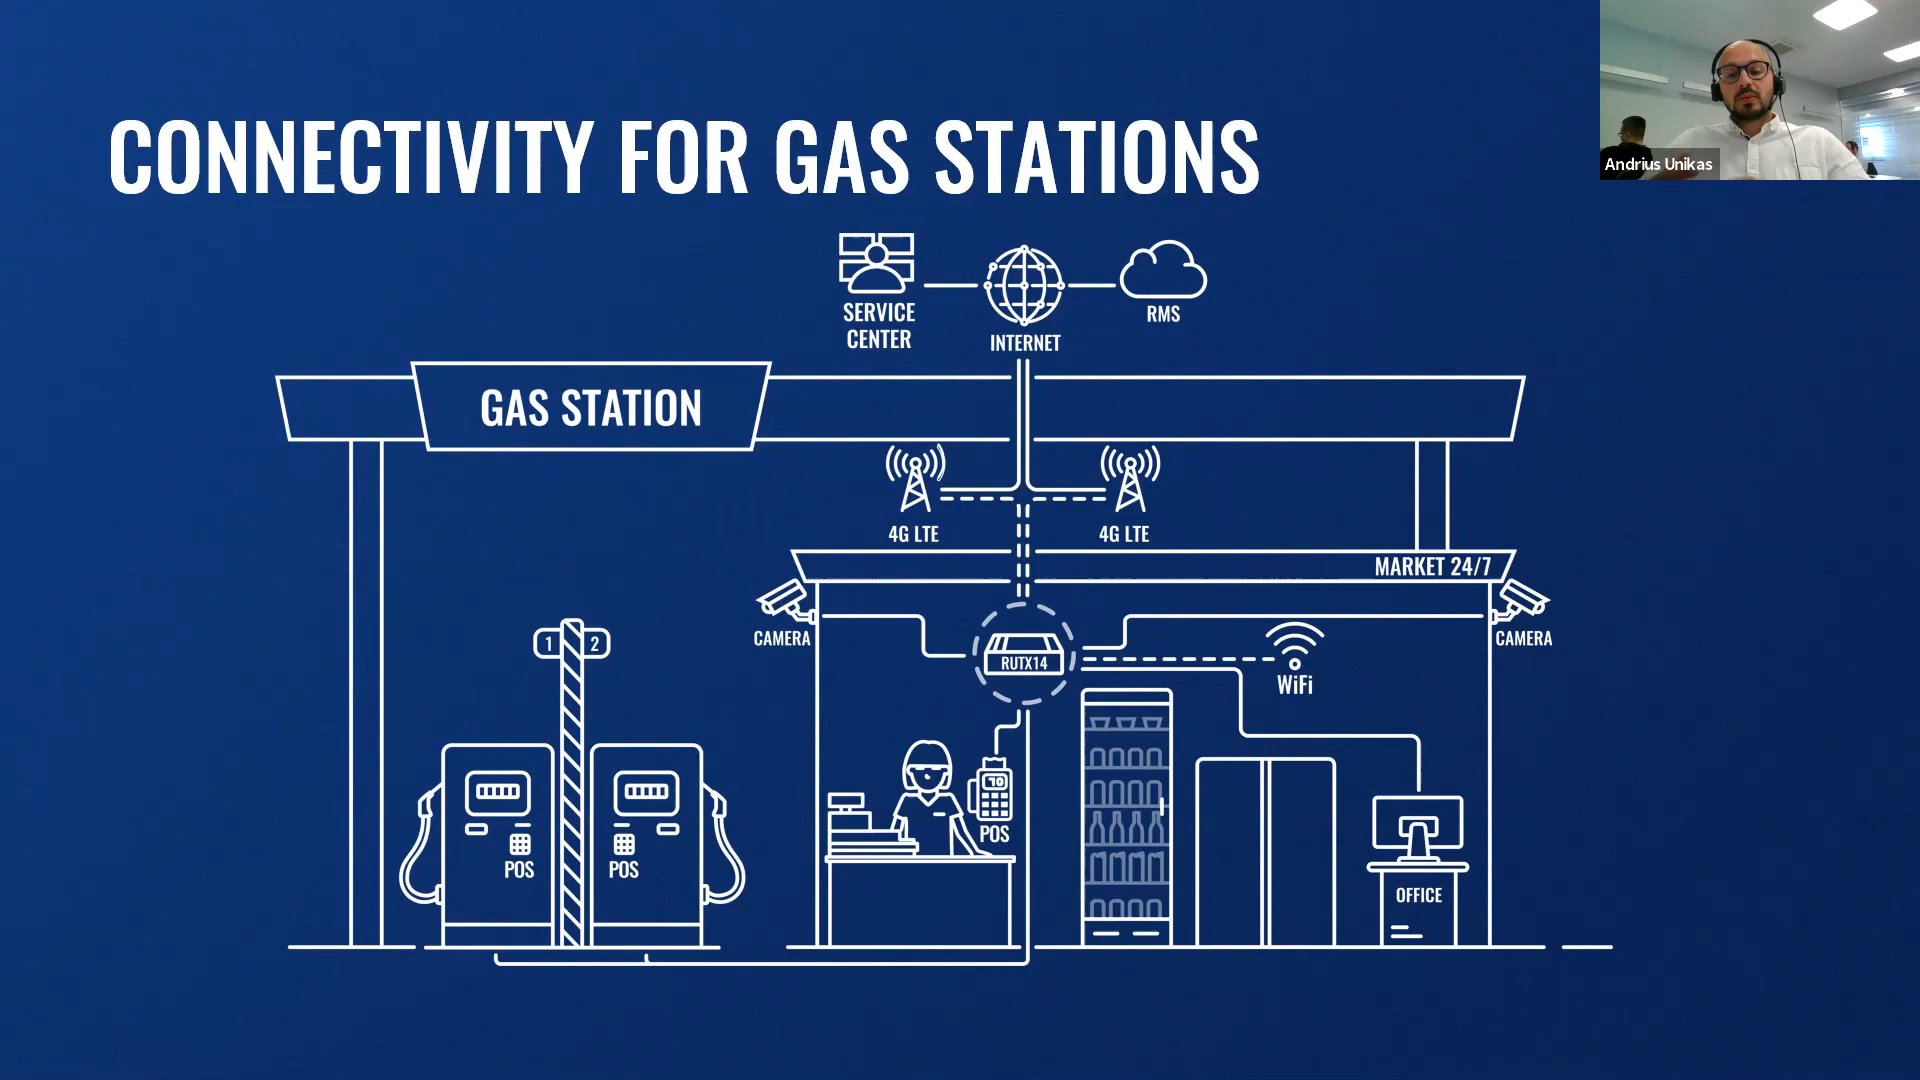 CONNECTIVITY FOR GAS STATIONS
Andrius Unikas
SERVICE
CENTER
INTERNET
RMS
GAS STATION
4G LTE
4G LTE
MARKET 24/7
CAMERA
CAMERA
1
2
RUTX14
WiFi
POS
POS
POS
OFFICE